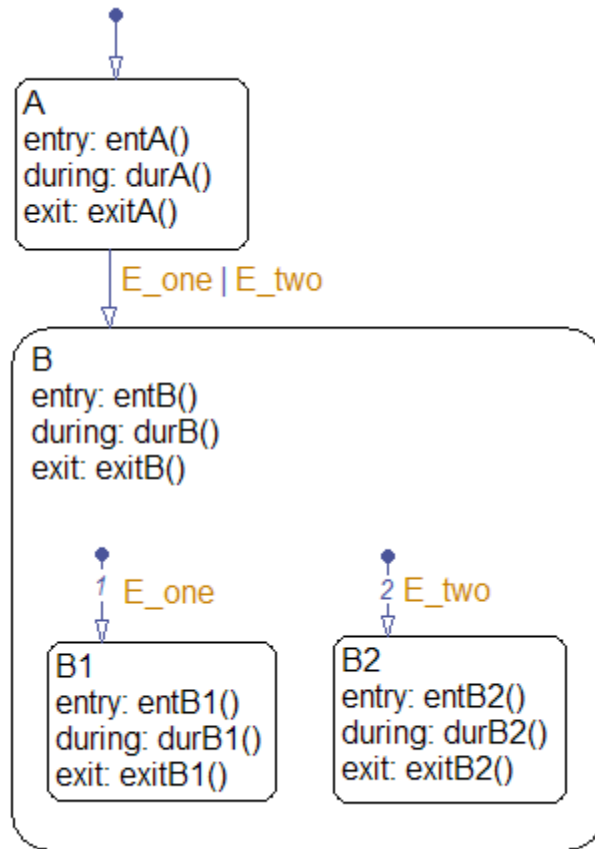 A
entry: entA()
during: durA()
exit: exitA()
E_one | E_two
B
entry: entB()
during: durB()
exit: exitB()
1 E_one
2 E_two
B1
entry: entB1()
during: durB1()
exit: exitB1()
B2
entry: entB2()
during: durB2()
exit: exitB2()